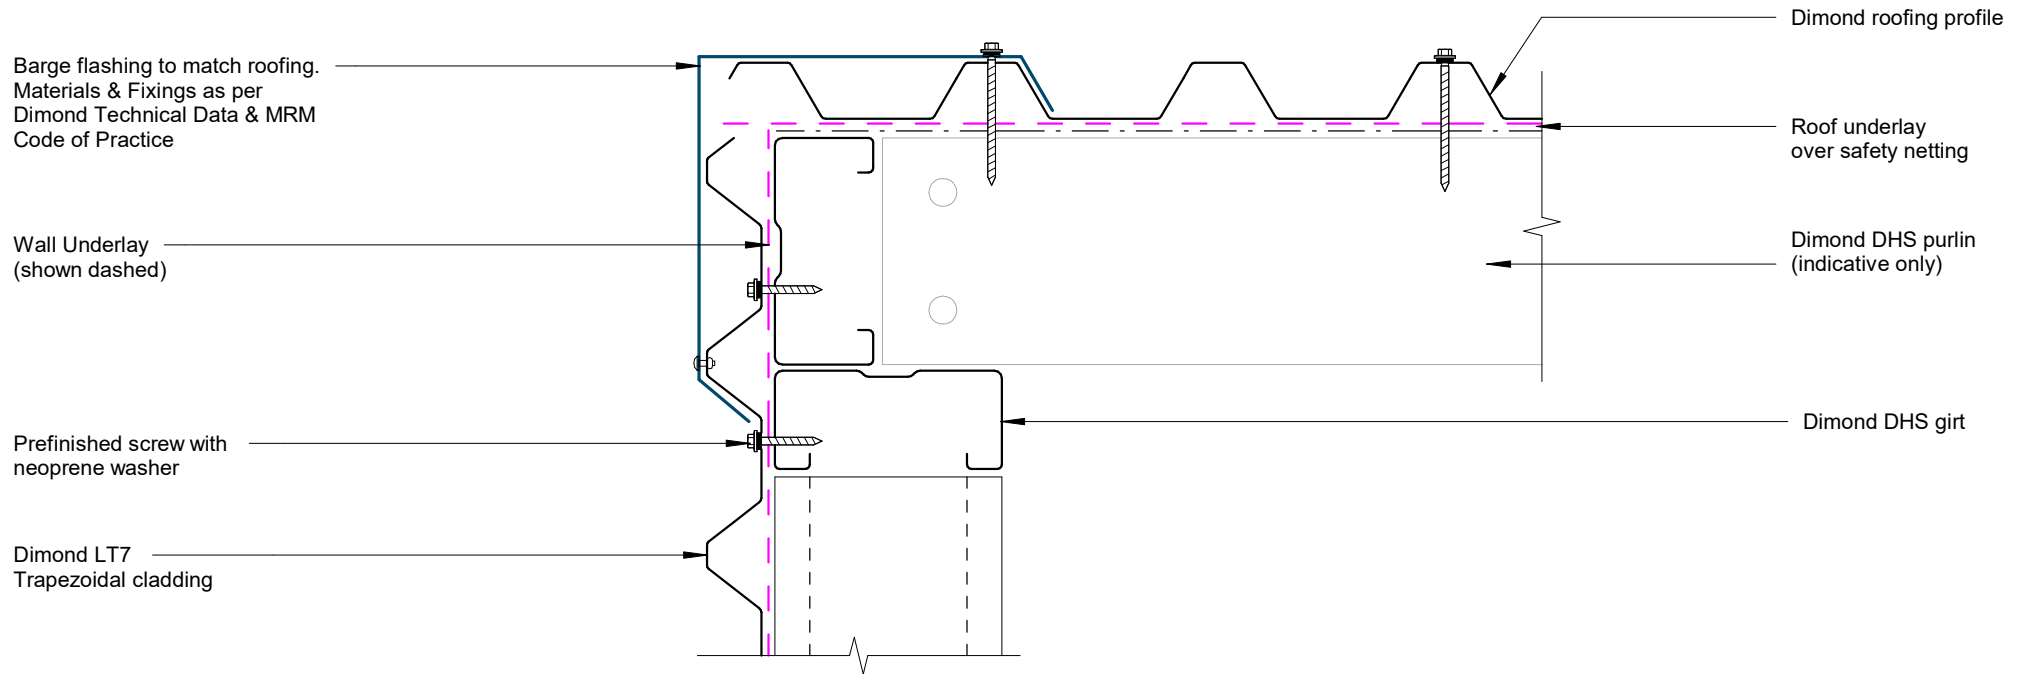 Barge flashing to match roofing.
Materials & Fixings as per
Dimond Technical Data & MRM
Code of Practice
Wall Underlay
(shown dashed)
Prefinished screw with
neoprene washer
Dimond LT7
Trapezoidal cladding
Dimond roofing profile
Roof underlay
over safety netting
Dimond DHS purlin
(indicative only)
Dimond DHS girt